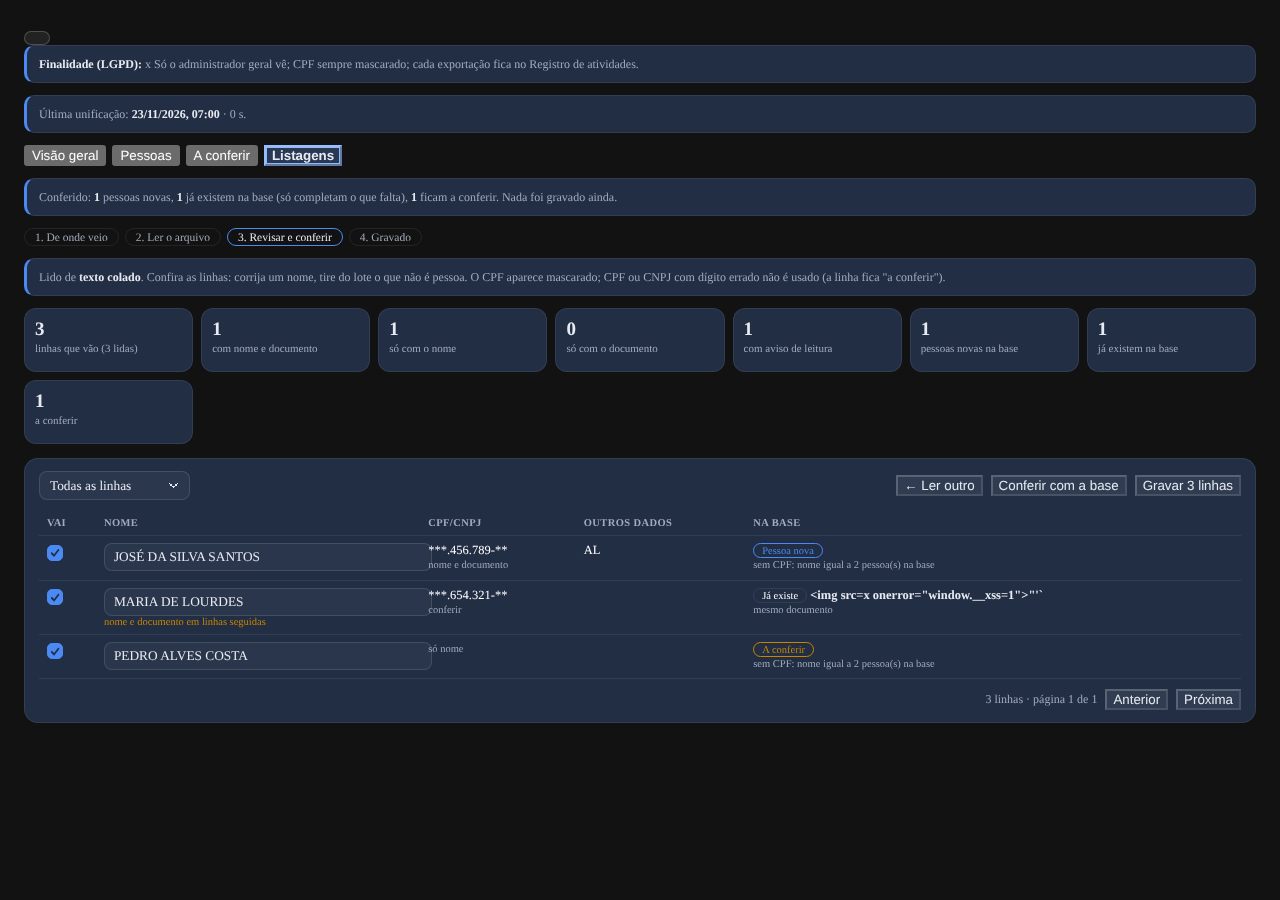 Finalidade (LGPD): x Só o administrador geral vê; CPF sempre mascarado; cada exportação fica no Registro de atividades.
Última unificação: 23/11/2026, 07:00 · 0 s.
Visão geral Pessoas A conferir Listagens
Conferido: 1 pessoas novas, 1 já existem na base (só completam o que falta), 1 ficam a conferir. Nada foi gravado ainda.
1. De onde veio 2. Ler o arquivo 3. Revisar e conferir 4. Gravado
Lido de texto colado. Confira as linhas: corrija um nome, tire do lote o que não é pessoa. O CPF aparece mascarado; CPF ou CNPJ com dígito errado não é usado (a linha fica "a conferir").
3 1 1 0 1 1 1
linhas que vão (3 lidas) com nome e documento só com o nome só com o documento com aviso de leitura pessoas novas na base já existem na base
1
a conferir
Todas as linhas ← Ler outro Conferir com a base Gravar 3 linhas
VAI NOME CPF/CNPJ OUTROS DADOS NA BASE
JOSÉ DA SILVA SANTOS ***.456.789-** AL Pessoa nova
nome e documento sem CPF: nome igual a 2 pessoa(s) na base
MARIA DE LOURDES ***.654.321-** Já existe <img src=x onerror="window.__xss=1">"'`
conferir mesmo documento
nome e documento em linhas seguidas
PEDRO ALVES COSTA só nome A conferir
sem CPF: nome igual a 2 pessoa(s) na base
3 linhas · página 1 de 1 Anterior Próxima